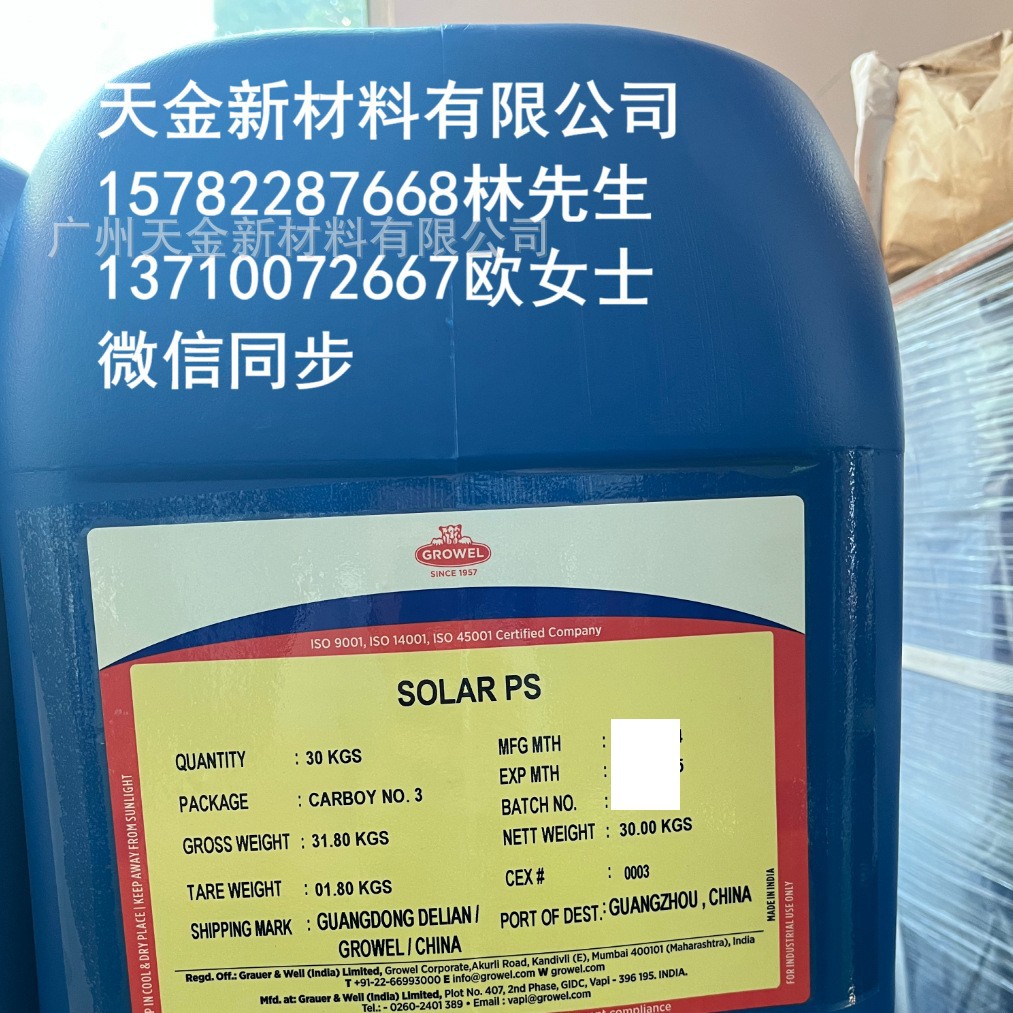 天金新材料有限公司
15782287668林先生
广州天金新材料有限公司
13710072667欧女士
微信同步
GROWEL
SINCE 1957
ISO 9001, ISO 14001, ISO 45001 Certified Company
SOLAR PS
QUANTITY : 30 KGS
PACKAGE : CARBOY NO. 3
GROSS WEIGHT : 31.80 KGS
TARE WEIGHT : 01.80 KGS
SHIPPING MARK : GUANGDONG DELIAN /
GROWEL / CHINA
MFG MTH :
EXP MTH : 5
BATCH NO. :
NETT WEIGHT : 30.00 KGS
CEX # : 0003
PORT OF DEST.: GUANGZHOU , CHINA
IN COOL & DRY PLACE | KEEP AWAY FROM SUNLIGHT
MADE IN INDIA
FOR INDUSTRIAL USE ONLY
Regd. Off.: Grauer & Weil (India) Limited, Growel Corporate,Akurli Road, Kandivli (E), Mumbai 400101 (Maharashtra), India
T +91-22-66993000 E info@growel.com W growel.com
Mfd. at: Grauer & Weil (India) Limited, Plot No. 407, 2nd Phase, GIDC, Vapi - 396 195. INDIA.
Tel.: - 0260-2401 389 • Email : vapi@growel.com
compliance